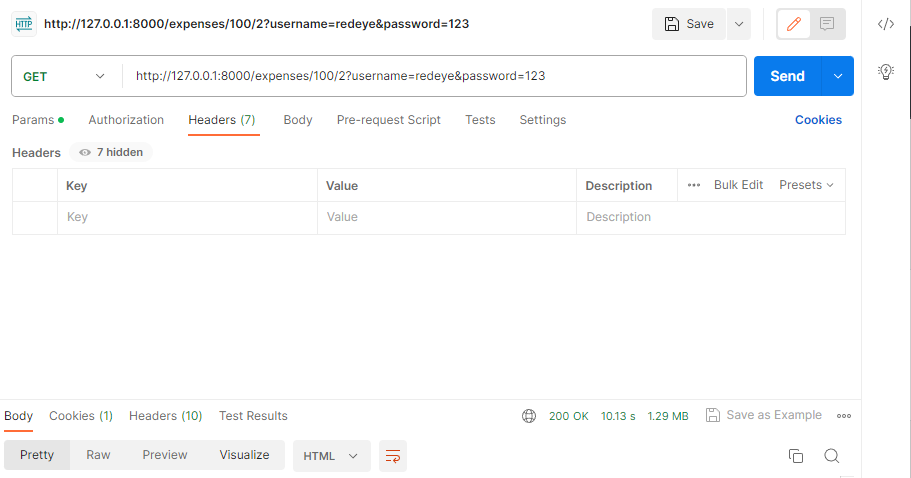 HTTP http://127.0.0.1:8000/expenses/100/2?username=redeye&password=123 Save
GET http://127.0.0.1:8000/expenses/100/2?username=redeye&password=123 Send
Params Authorization Headers (7) Body Pre-request Script Tests Settings Cookies
Headers 7 hidden
Key Value Description Bulk Edit Presets
Key Value Description
Body Cookies (1) Headers (10) Test Results 200 OK 10.13 s 1.29 MB Save as Example
Pretty Raw Preview Visualize HTML